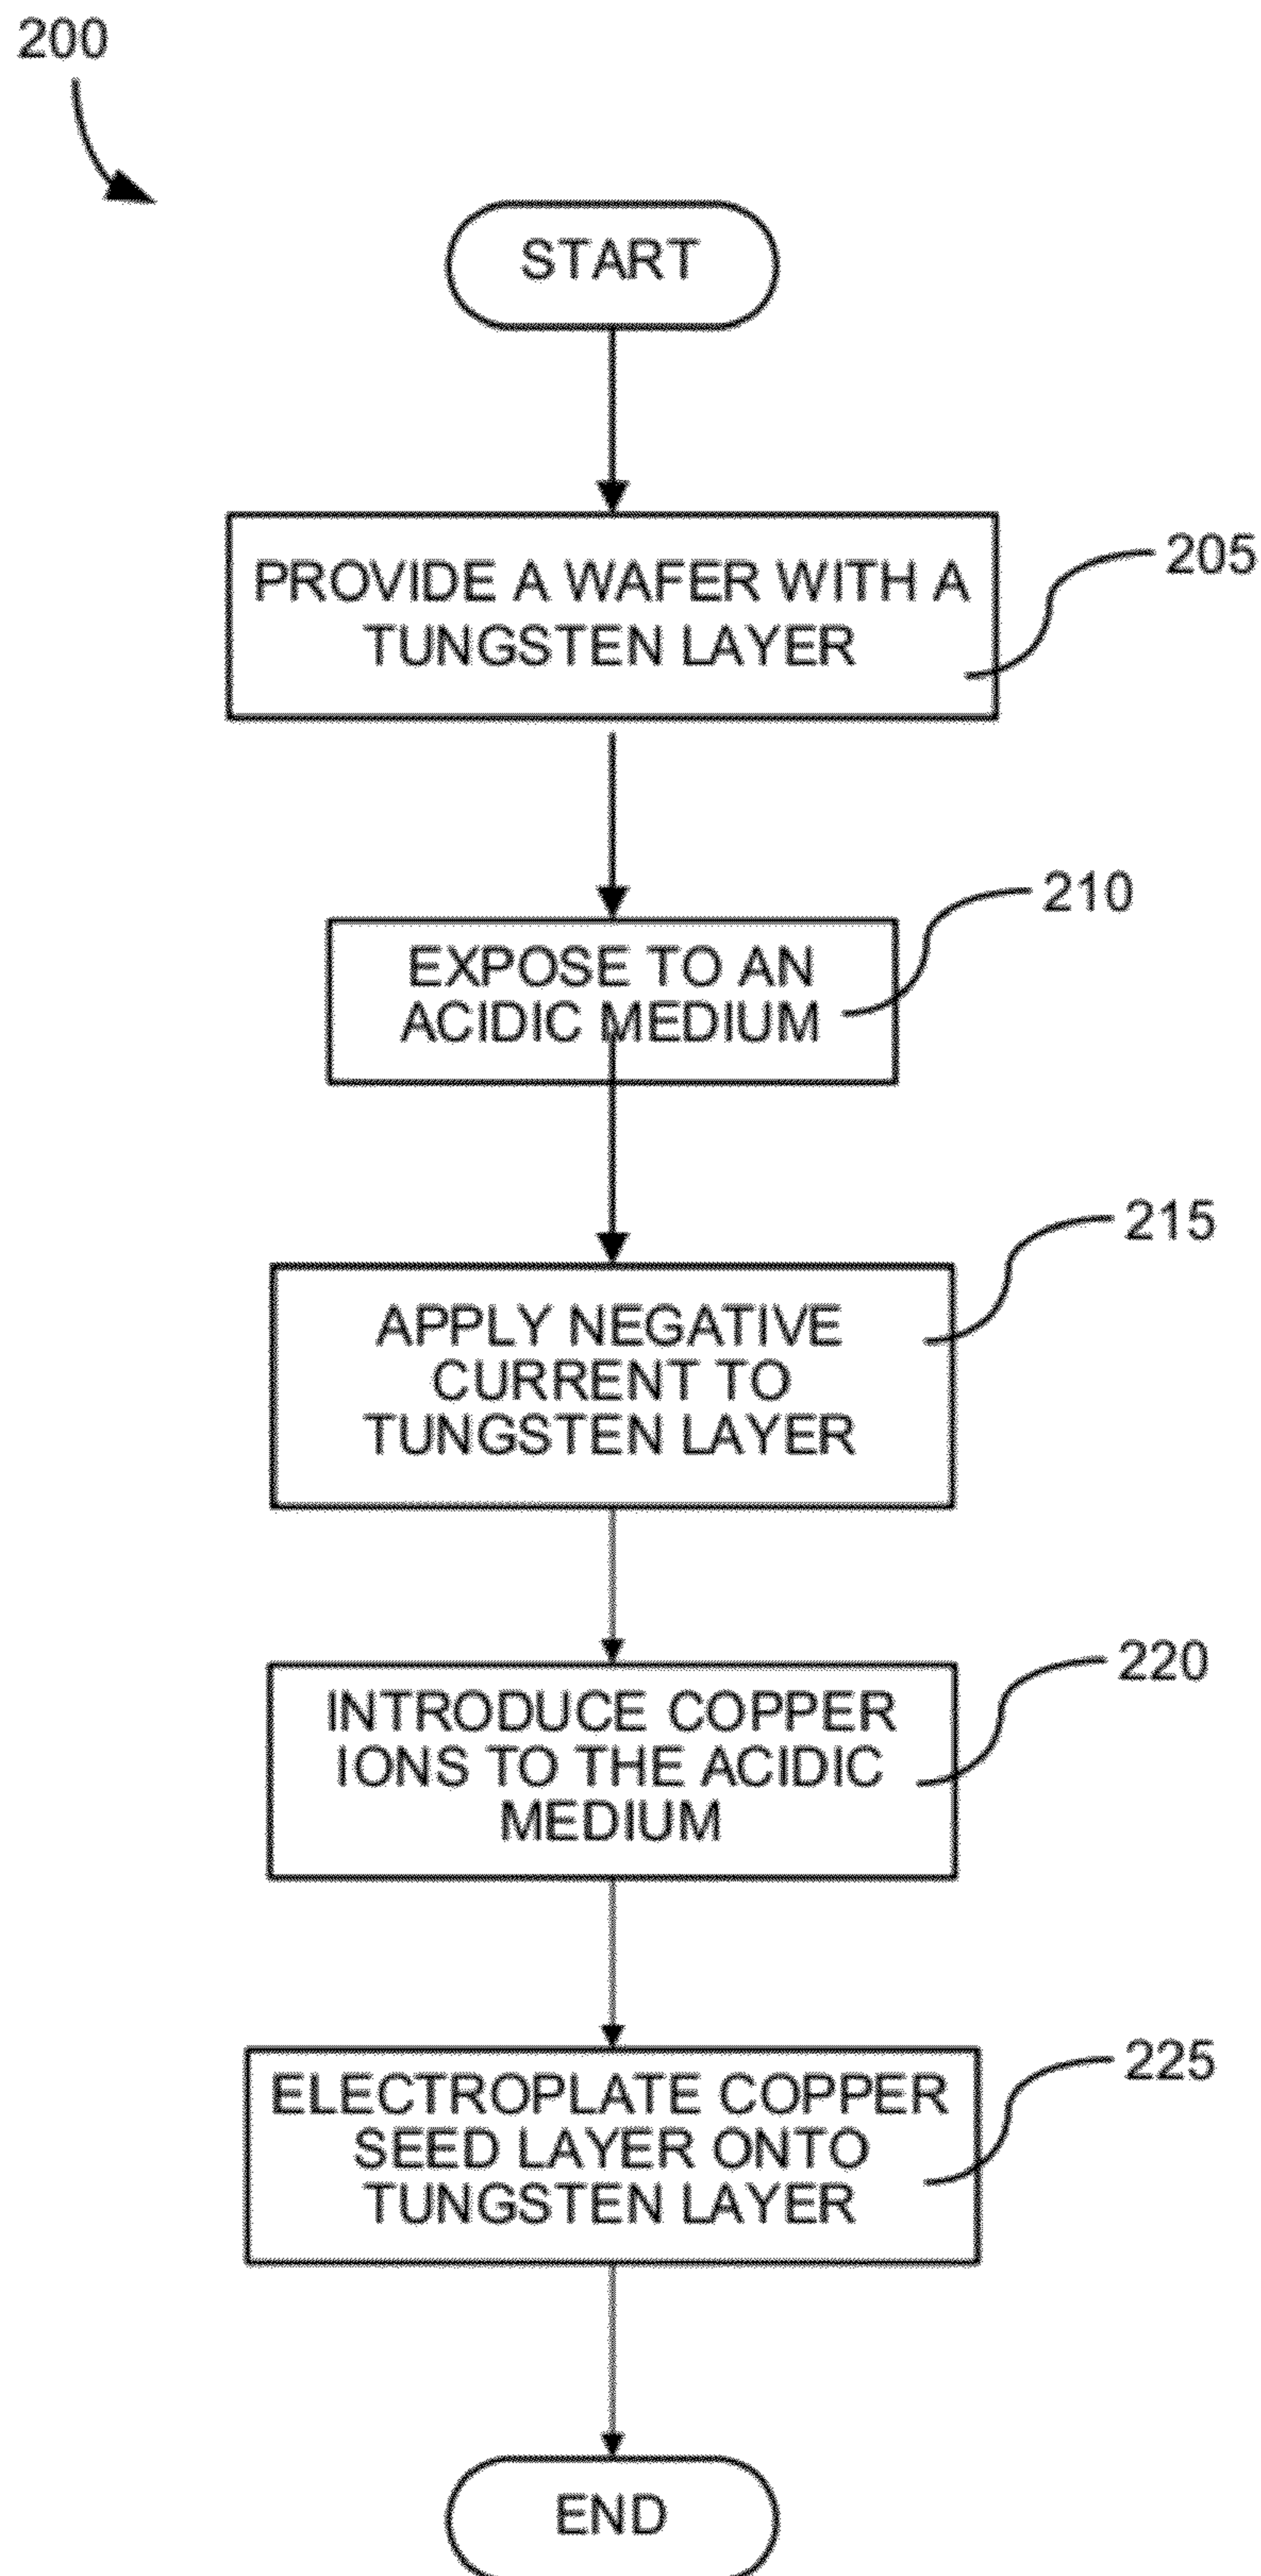 200
START
PROVIDE A WAFER WITH A
TUNGSTEN LAYER
205
EXPOSE TO AN
ACIDIC MEDIUM
210
APPLY NEGATIVE
CURRENT TO
TUNGSTEN LAYER
215
INTRODUCE COPPER
IONS TO THE ACIDIC
MEDIUM
220
ELECTROPLATE COPPER
SEED LAYER ONTO
TUNGSTEN LAYER
225
END